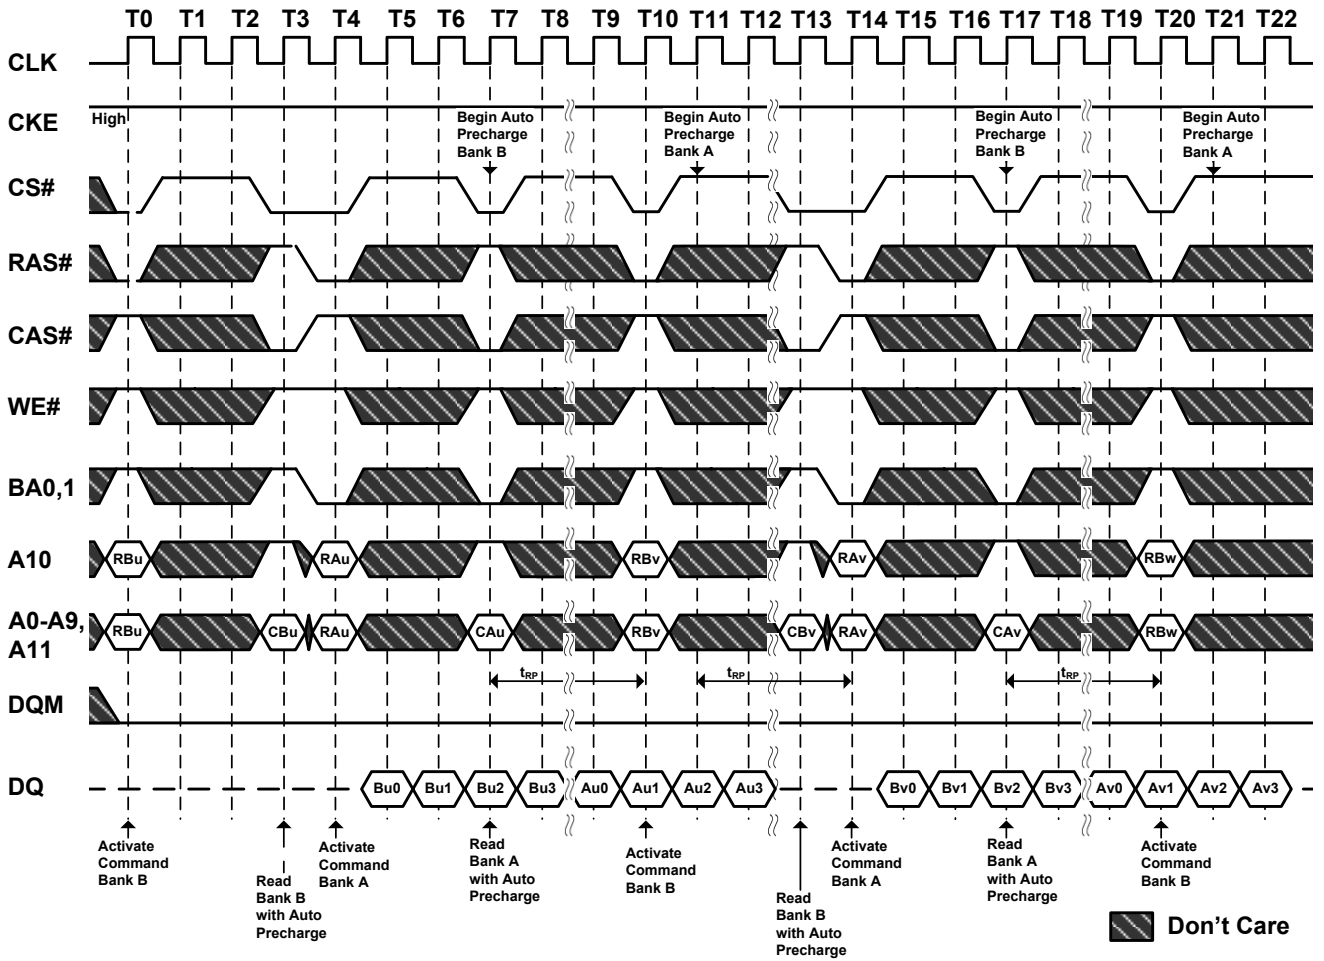 T0 T1 T2 T3 T4 T5 T6 T7 T8 T9 T10 T11 T12 T13 T14 T15 T16 T17 T18 T19 T20 T21 T22
CLK
CKE
High
Begin Auto
Precharge
Bank B
Begin Auto
Precharge
Bank A
Begin Auto
Precharge
Bank B
Begin Auto
Precharge
Bank A
CS#
RAS#
CAS#
WE#
BA0,1
A10
RBu RAu RBv RAv RBw
A0-A9,
A11
RBu CBu RAu CAu RBv CBv RAv CAv RBw
tRP tRP tRP
DQM
DQ
Bu0 Bu1 Bu2 Bu3 Au0 Au1 Au2 Au3 Bv0 Bv1 Bv2 Bv3 Av0 Av1 Av2 Av3
Activate
Command
Bank B
Read
Bank B
with Auto
Precharge
Activate
Command
Bank A
Read
Bank A
with Auto
Precharge
Activate
Command
Bank B
Read
Bank B
with Auto
Precharge
Activate
Command
Bank A
Read
Bank A
with Auto
Precharge
Activate
Command
Bank B
Don't Care